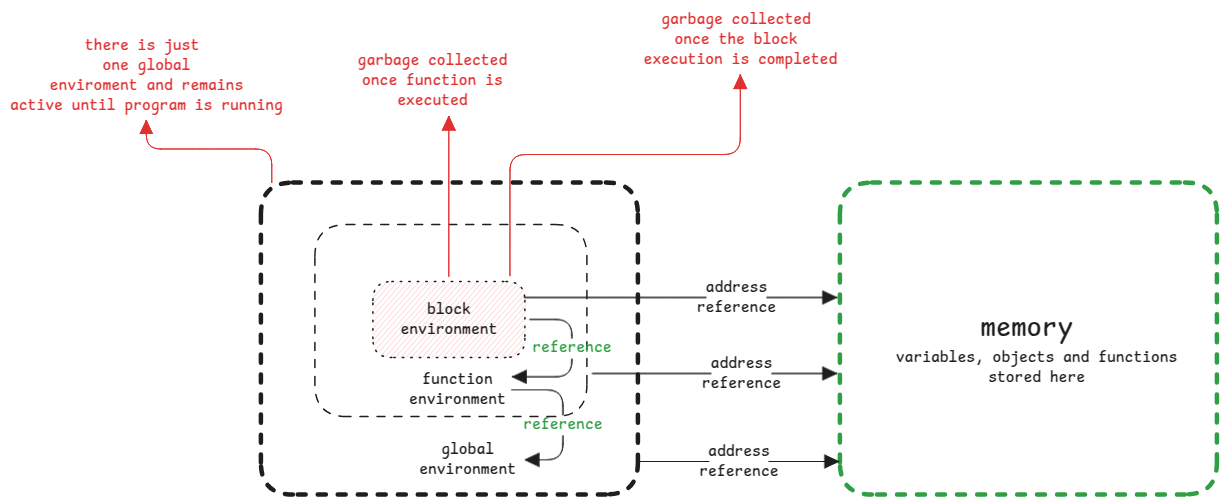 there is just
one global
enviroment and remains
active until program is running
garbage collected
once function is
executed
garbage collected
once the block
execution is completed
block
environment
reference
function
environment
reference
global
environment
address
reference
address
reference
address
reference
memory
variables, objects and functions
stored here